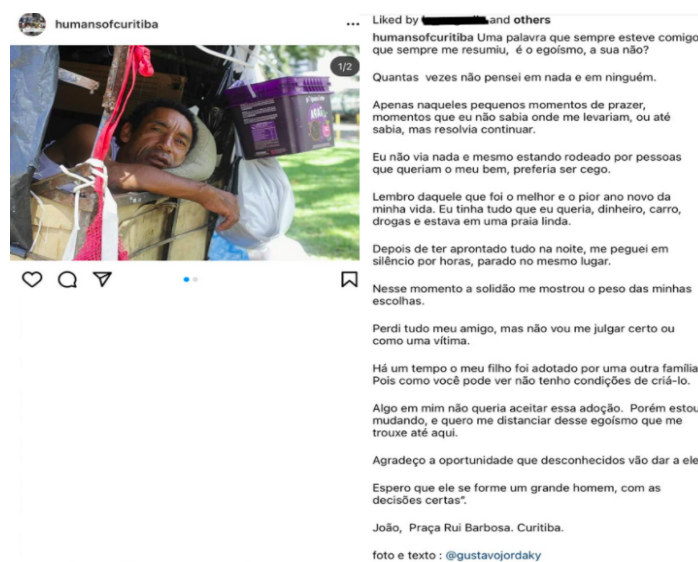 humansofcuritiba
1/2
Liked by and others
humansofcuritiba Uma palavra que sempre esteve comigo
que sempre me resumiu, é o egoísmo, a sua não?
Quantas vezes não pensei em nada e em ninguém.
Apenas naqueles pequenos momentos de prazer,
momentos que eu não sabia onde me levariam, ou até
sabia, mas resolvia continuar.
Eu não via nada e mesmo estando rodeado por pessoas
que queriam o meu bem, preferia ser cego.
Lembro daquele que foi o melhor e o pior ano novo da
minha vida. Eu tinha tudo que eu queria, dinheiro, carro,
drogas e estava em uma praia linda.
Depois de ter aprontado tudo na noite, me peguei em
silêncio por horas, parado no mesmo lugar.
Nesse momento a solidão me mostrou o peso das minhas
escolhas.
Perdi tudo meu amigo, mas não vou me julgar certo ou
como uma vítima.
Há um tempo o meu filho foi adotado por uma outra família
Pois como você pode ver não tenho condições de criá-lo.
Algo em mim não queria aceitar essa adoção. Porém estou
mudando, e quero me distanciar desse egoísmo que me
trouxe até aqui.
Agradeço a oportunidade que desconhecidos vão dar a ele
Espero que ele se forme um grande homem, com as
decisões certas".
João, Praça Rui Barbosa. Curitiba.
foto e texto : @gustavojordaky